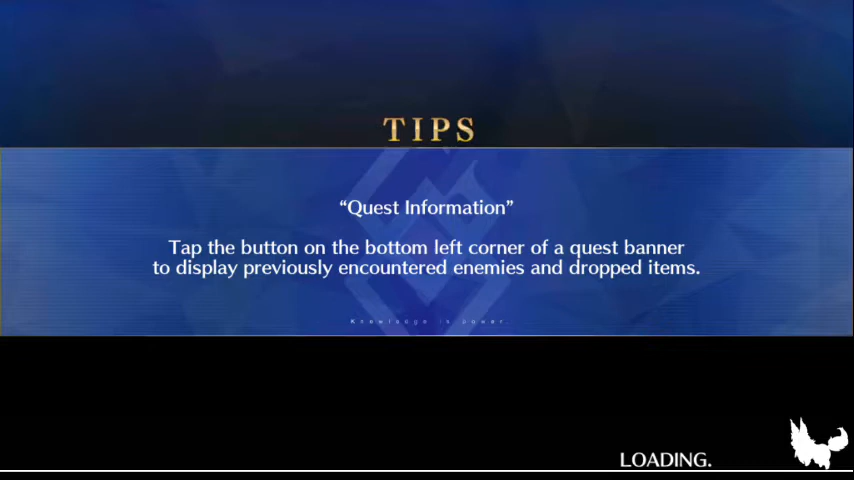 TIPS
“Quest Information”
Tap the button on the bottom left corner of a quest banner
to display previously encountered enemies and dropped items.
Knowledge is power.
LOADING.